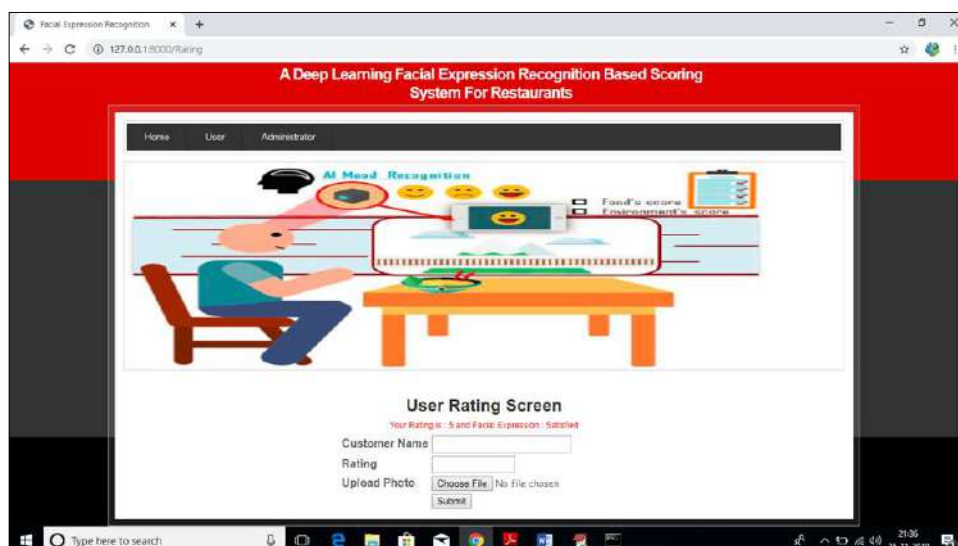 Facial Expression Recognition
127.0.0.1:8000/Rating
A Deep Learning Facial Expression Recognition Based Scoring
System For Restaurants
Home User Administrator
AI Mood Recognition
Food's score
Environment's score
User Rating Screen
Your Rating is : 5 and Facial Expression : Satisfied
Customer Name
Rating
Upload Photo Choose File No file chosen
Submit
Type here to search
21:36